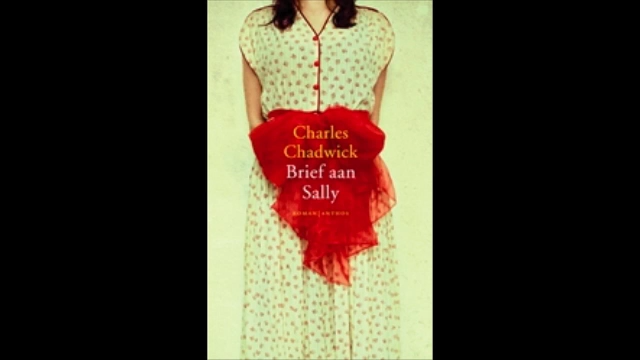 Charles
Chadwick
Brief aan
Sally
ROMAN|ANTHOS